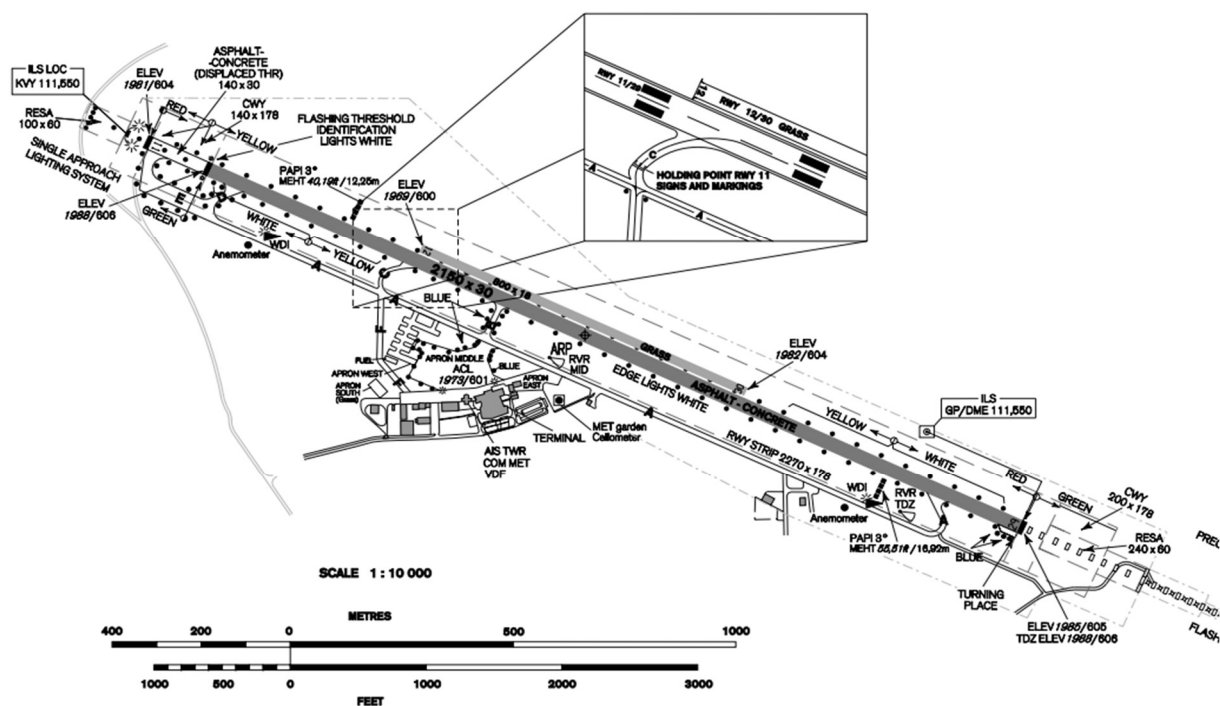 ILS LOC
KVY 111,550
ASPHALT-
-CONCRETE
(DISPLACED THR)
140 x 30
ELEV
1981/604
RESA
100 x 60
RED
CWY
140 x 178
YELLOW
FLASHING THRESHOLD
IDENTIFICATION
LIGHTS WHITE
SINGLE APPROACH
LIGHTING SYSTEM
PAPI 3°
MEHT 40,19ft / 12,25m
ELEV
1969/600
ELEV
1988/606
GREEN
E
WHITE
WDI
Anemometer
YELLOW
A
C
A
RWY 11/29
12
RWY 12/30 GRASS
A
C
HOLDING POINT RWY 11
SIGNS AND MARKINGS
A
12
2150 x 30
800 x 18
BLUE
F
FUEL
APRON WEST
APRON
SOUTH
(Grass)
APRON MIDDLE
ACL
1973/601
BLUE
APRON
EAST
ARP
RVR
MID
GRASS
EDGE LIGHTS WHITE
ASPHALT - CONCRETE
ELEV
1982/604
A
RWY STRIP 2270 x 178
AIS TWR
COM MET
VDF
TERMINAL
MET garden
Ceilometer
YELLOW
WHITE
ILS
GP/DME 111,550
RED
GREEN
CWY
200 x 178
RESA
240 x 60
WDI
RVR
TDZ
Anemometer
A
29
PAPI 3°
MEHT 55,51ft / 16,92m
BLUE
TURNING
PLACE
ELEV 1985/605
TDZ ELEV 1988/606
SCALE 1 : 10 000
METRES
400 200 0 500 1000
1000 500 0 1000 2000 3000
FEET